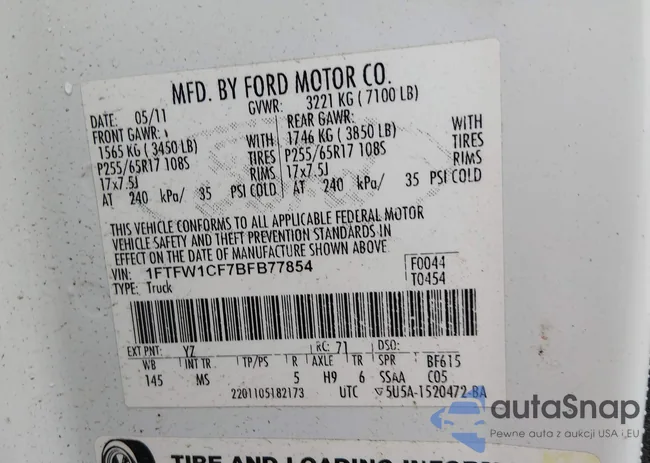 MFD. BY FORD MOTOR CO.
DATE: 05/11 GVWR: 3221 KG ( 7100 LB)
FRONT GAWR: REAR GAWR:
1565 KG ( 3450 LB) WITH 1746 KG ( 3850 LB) WITH
P255/65R17 108S TIRES P255/65R17 108S TIRES
17x7.5J RIMS 17x7.5J RIMS
AT 240 kPa/ 35 PSI COLD AT 240 kPa/ 35 PSI COLD
THIS VEHICLE CONFORMS TO ALL APPLICABLE FEDERAL MOTOR
VEHICLE SAFETY AND THEFT PREVENTION STANDARDS IN
EFFECT ON THE DATE OF MANUFACTURE SHOWN ABOVE.
VIN: 1FTFW1CF7BFB77854 F0044
TYPE: Truck T0454
EXT PNT: YZ RC: 71 DSO:
WB INT TR TP/PS R AXLE TR SPR BF615
145 MS 5 H9 6 SSAA C05
2201105182173 UTC ▽5U5A-1520472-BA
autaSnap
Pewne auta z aukcji USA i EU
TIRE AND LOADING